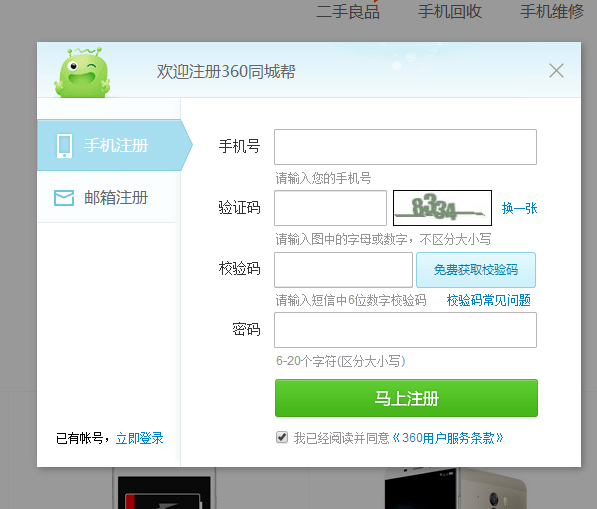 二手良品 手机回收 手机维修
欢迎注册360同城帮
手机注册
邮箱注册
手机号
请输入您的手机号
验证码 8334 换一张
请输入图中的字母或数字，不区分大小写
校验码 免费获取校验码
请输入短信中6位数字校验码 校验码常见问题
密码
6-20个字符(区分大小写)
马上注册
已有帐号，立即登录
我已经阅读并同意《360用户服务条款》